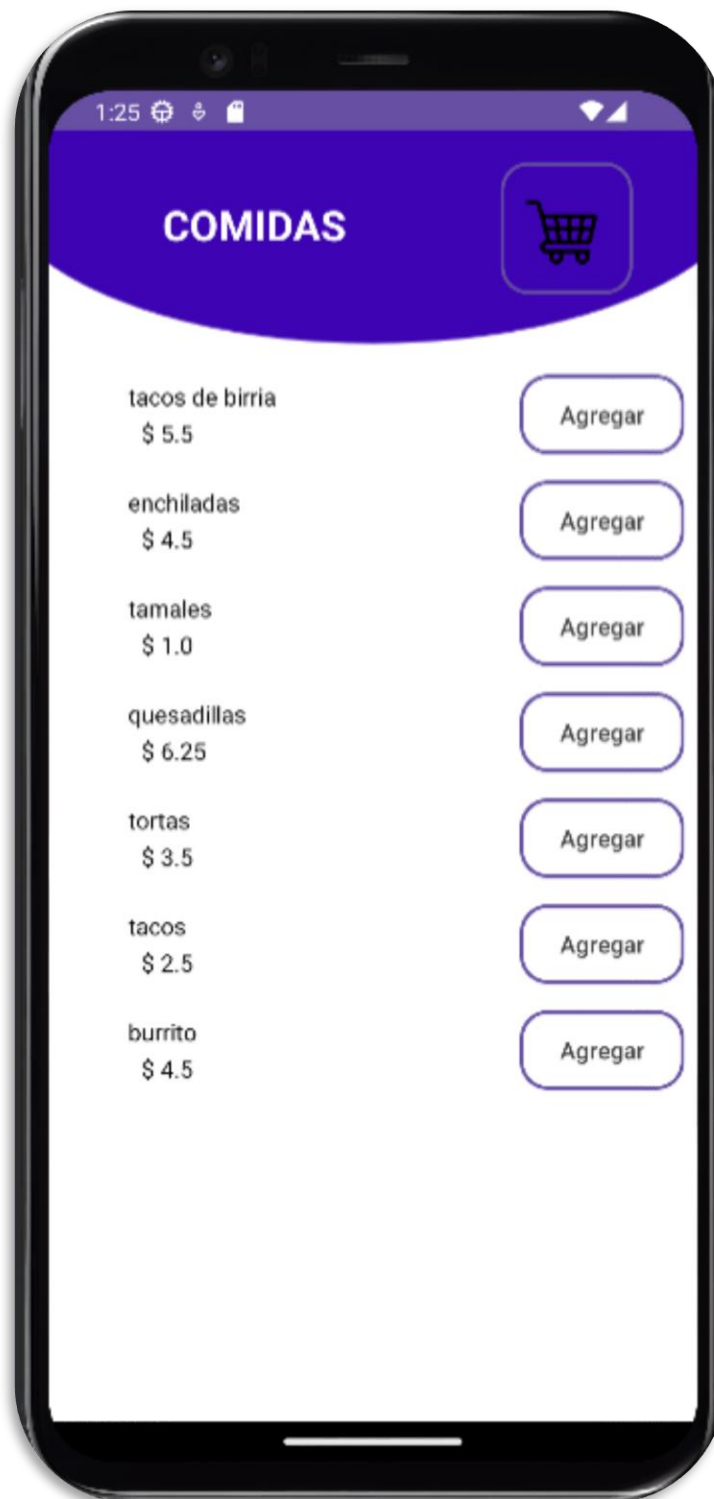 1:25
COMIDAS
tacos de birria
$ 5.5
Agregar
enchiladas
$ 4.5
Agregar
tamales
$ 1.0
Agregar
quesadillas
$ 6.25
Agregar
tortas
$ 3.5
Agregar
tacos
$ 2.5
Agregar
burrito
$ 4.5
Agregar